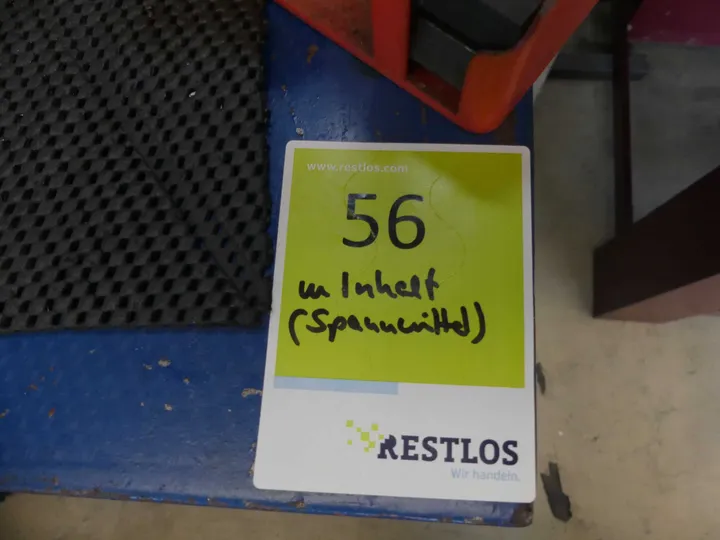 www.restlos.com
56
m Inhalt
(Spannmittel)
RESTLOS
Wir handeln.